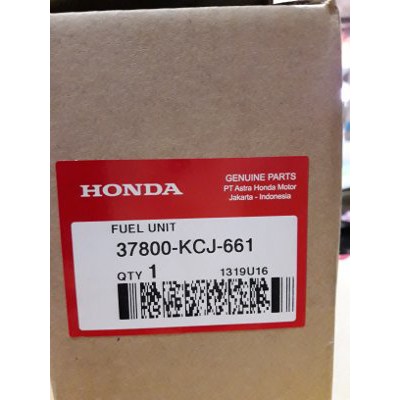 HONDA
GENUINE PARTS
PT Astra Honda Motor
Jakarta - Indonesia
FUEL UNIT
37800-KCJ-661
QTY 1
1319U16